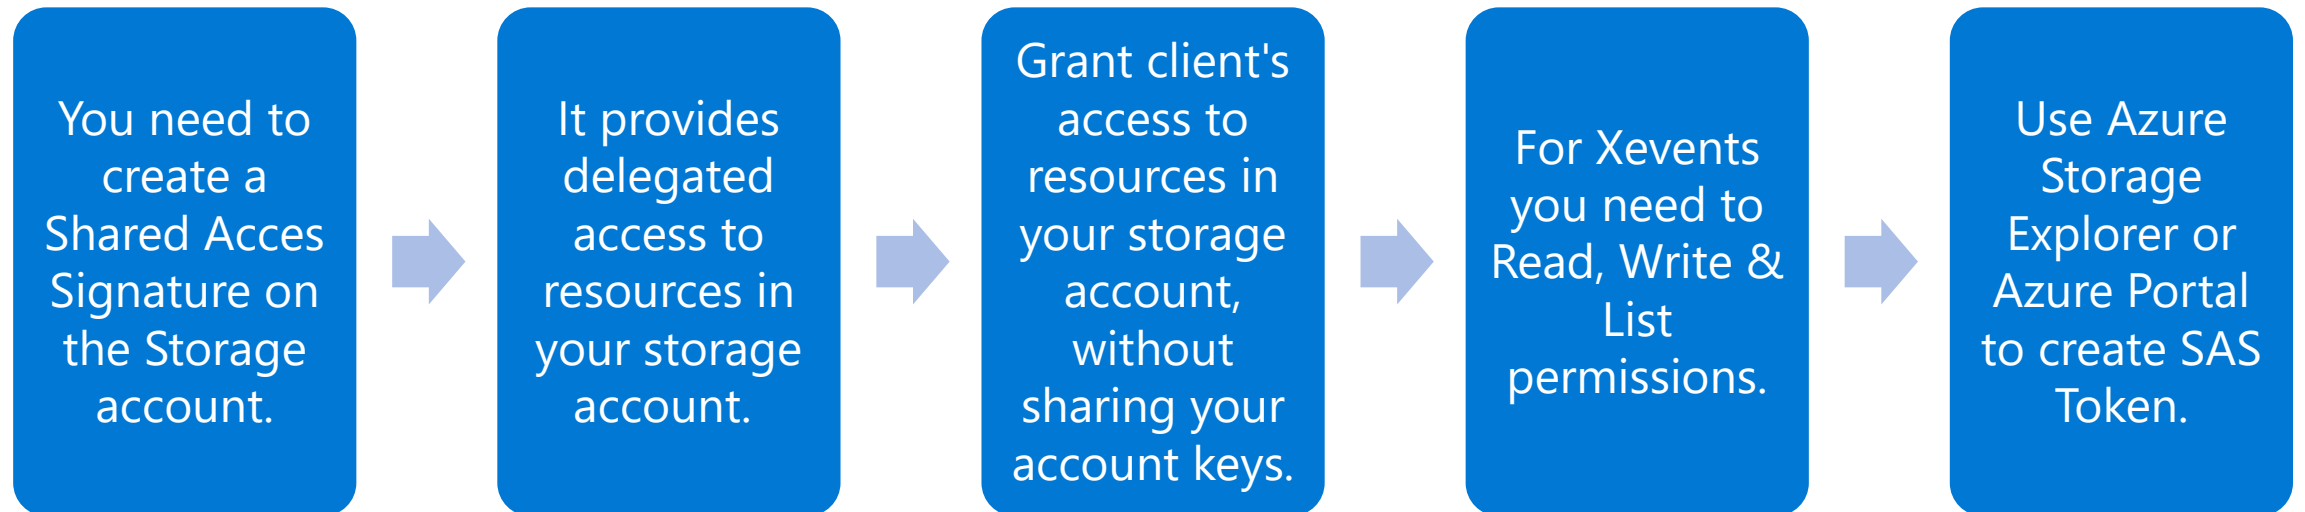 You need to
create a
Shared Acces
Signature on
the Storage
account.
It provides
delegated
access to
resources in
your storage
account.
Grant client's
access to
resources in
your storage
account,
without
sharing your
account keys.
For Xevents
you need to
Read, Write &
List
permissions.
Use Azure
Storage
Explorer or
Azure Portal
to create SAS
Token.